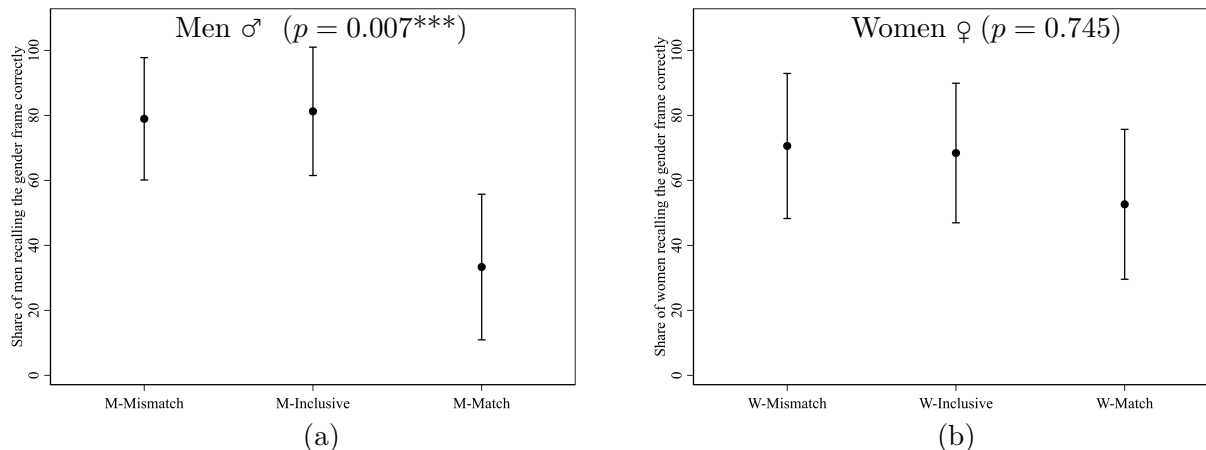 Men ♂ (p = 0.007***)
Share of men recalling the gender frame correctly
100
80
60
40
20
0
M-Mismatch M-Inclusive M-Match
(a)
Women ♀ (p = 0.745)
Share of women recalling the gender frame correctly
100
80
60
40
20
0
W-Mismatch W-Inclusive W-Match
(b)